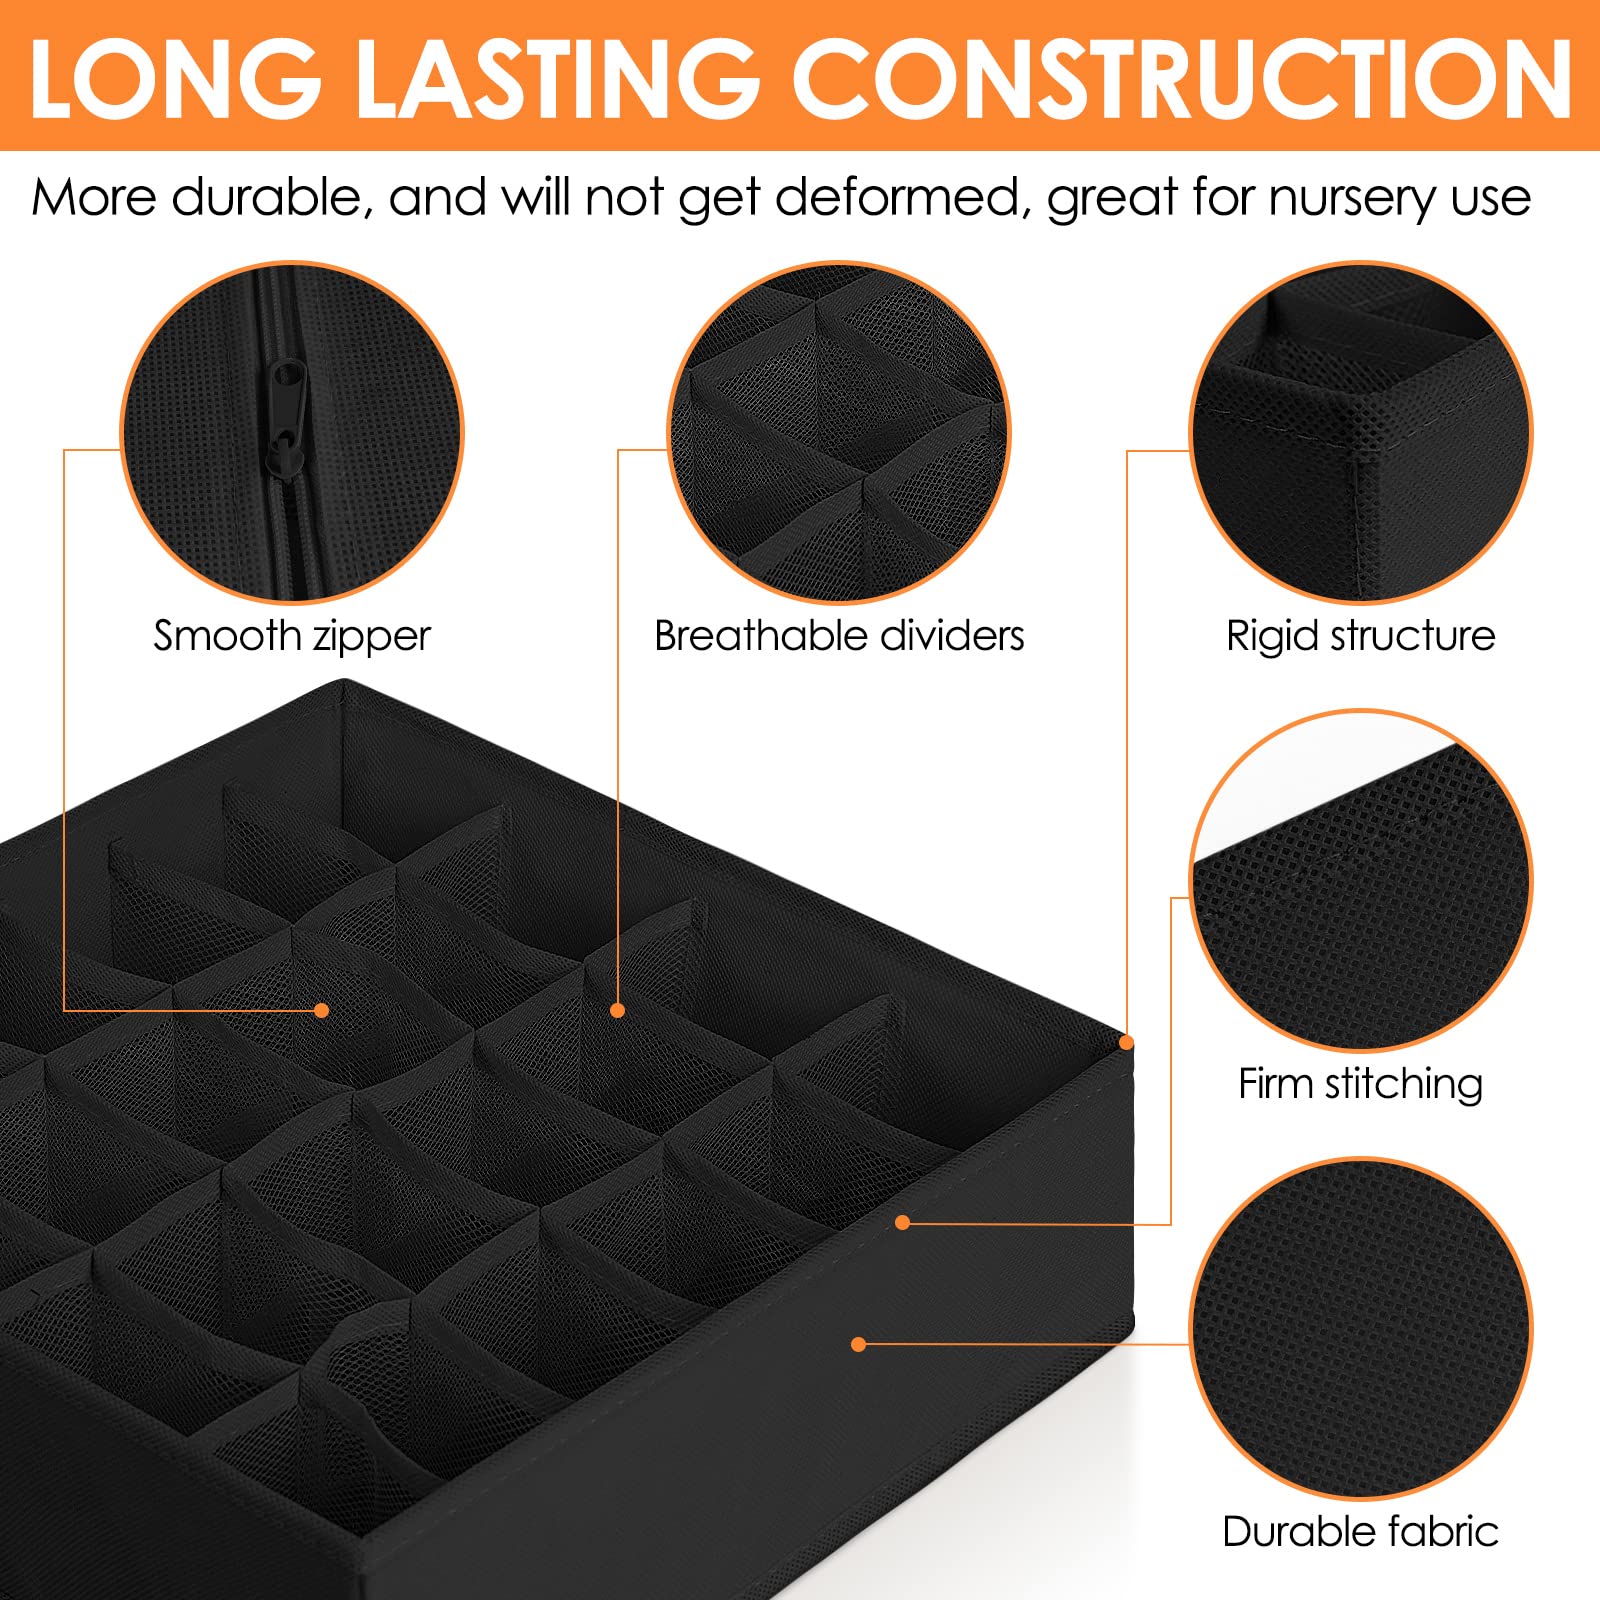 LONG LASTING CONSTRUCTION
More durable, and will not get deformed, great for nursery use
Smooth zipper
Breathable dividers
Rigid structure
Firm stitching
Durable fabric